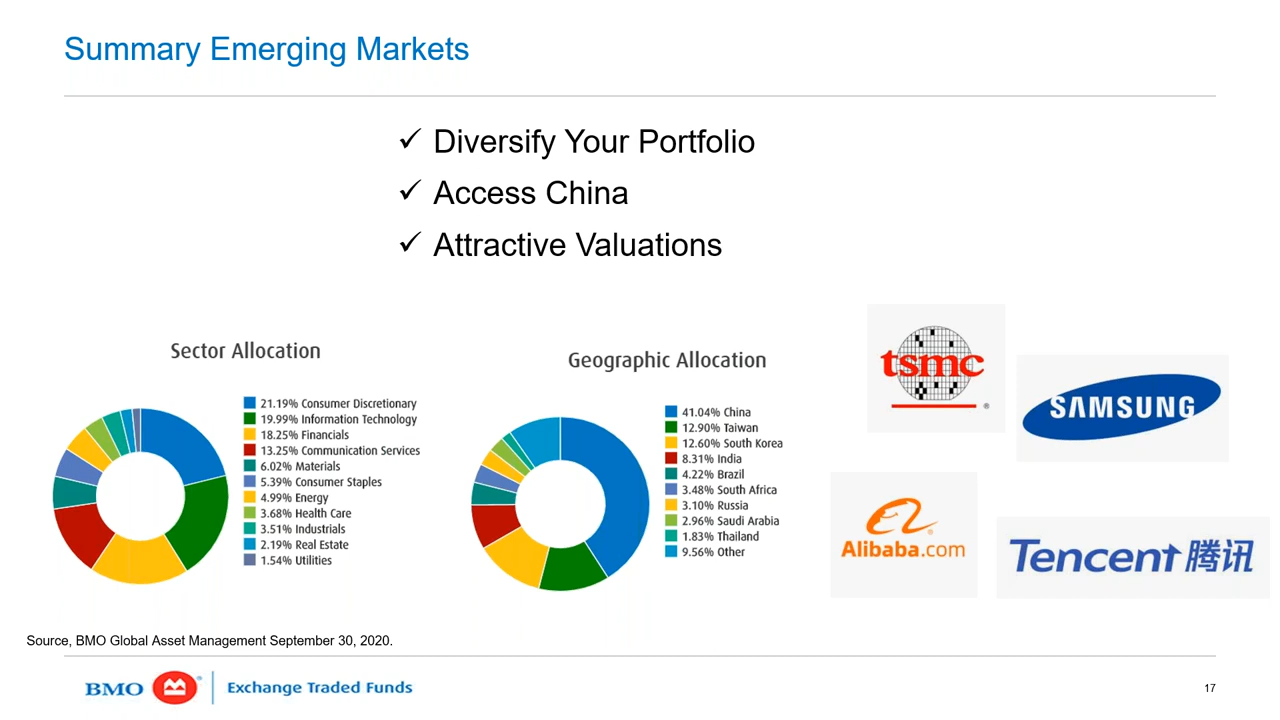 Summary Emerging Markets
✓ Diversify Your Portfolio
✓ Access China
✓ Attractive Valuations
Sector Allocation
21.19% Consumer Discretionary
19.99% Information Technology
18.25% Financials
13.25% Communication Services
6.02% Materials
5.39% Consumer Staples
4.99% Energy
3.68% Health Care
3.51% Industrials
2.19% Real Estate
1.54% Utilities
Geographic Allocation
41.04% China
12.90% Taiwan
12.60% South Korea
8.31% India
4.22% Brazil
3.48% South Africa
3.10% Russia
2.96% Saudi Arabia
1.83% Thailand
9.56% Other
tsmc
®
SAMSUNG
Alibaba.com
Tencent 腾讯
Source, BMO Global Asset Management September 30, 2020.
BMO ® Exchange Traded Funds
17